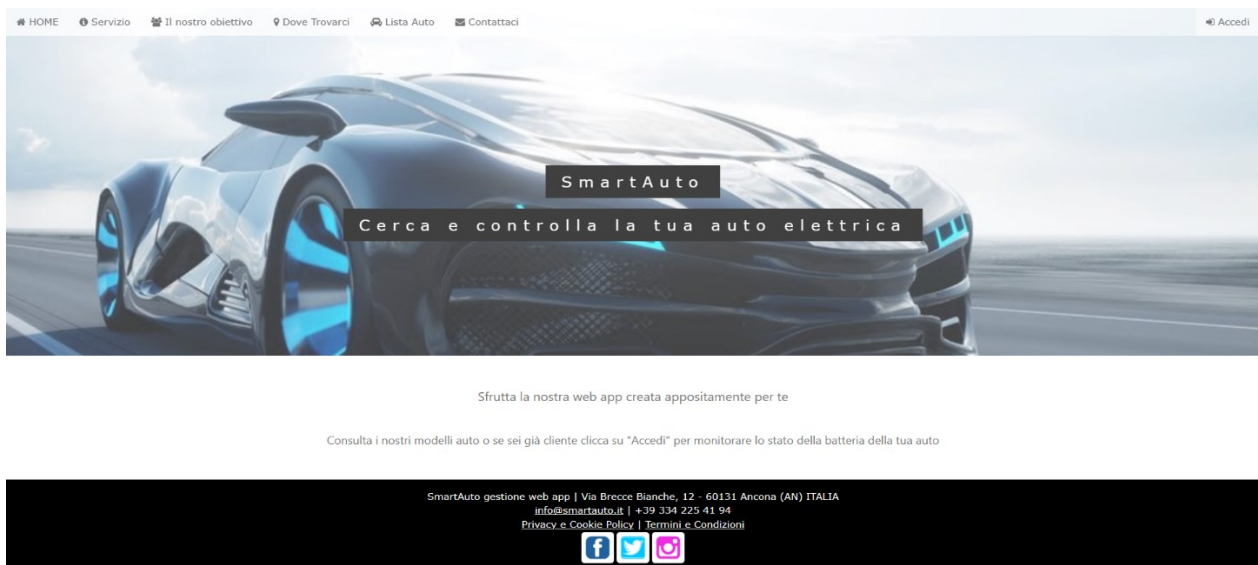 HOME Servizio Il nostro obiettivo Dove Trovarci Lista Auto Contattaci Accedi
SmartAuto
Cerca e controlla la tua auto elettrica
Sfrutta la nostra web app creata appositamente per te
Consulta i nostri modelli auto o se sei già cliente clicca su "Accedi" per monitorare lo stato della batteria della tua auto
SmartAuto gestione web app | Via Brecce Bianche, 12 - 60131 Ancona (AN) ITALIA
info@smartauto.it | +39 334 225 41 94
Privacy e Cookie Policy | Termini e Condizioni